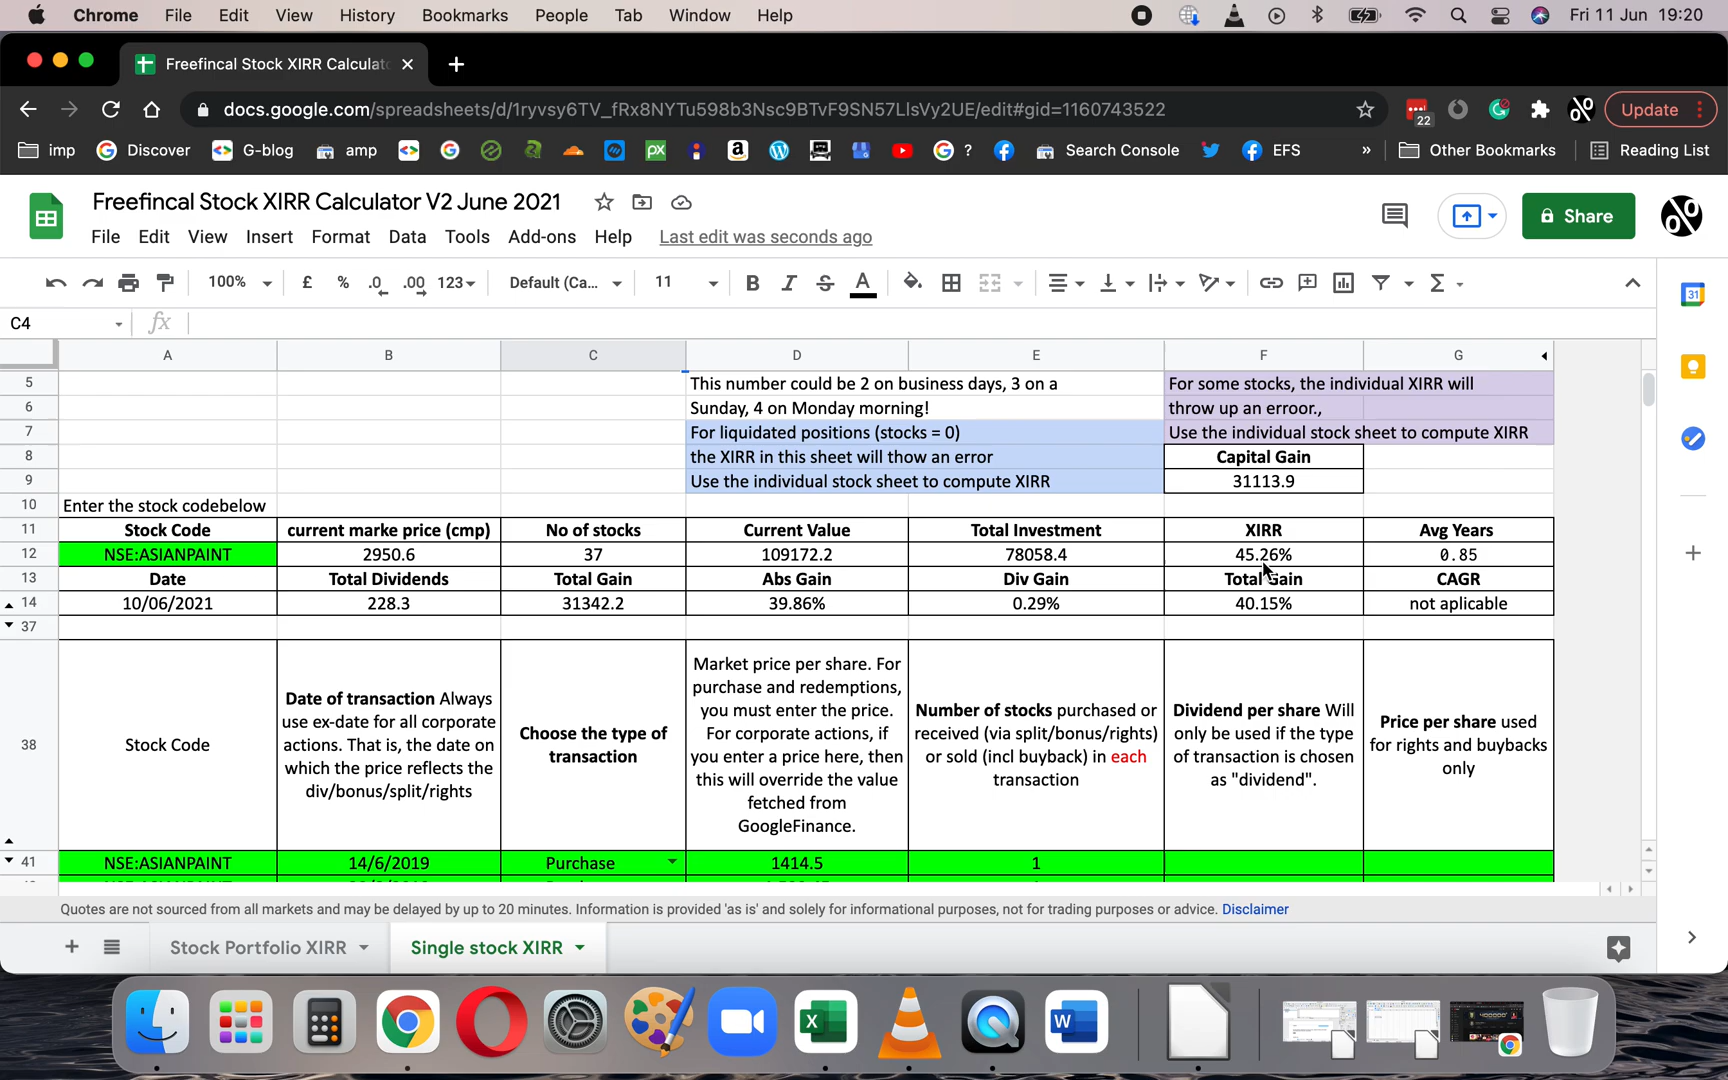 Chrome File Edit View History Bookmarks People Tab Window Help Fri 11 Jun 19:20
Freefincal Stock XIRR Calculat
docs.google.com/spreadsheets/d/1ryvsy6TV_fRx8NYTu598b3Nsc9BTvF9SN57LlsVy2UE/edit#gid=1160743522 22 Update
imp Discover G-blog amp ? Search Console EFS » Other Bookmarks Reading List
Freefincal Stock XIRR Calculator V2 June 2021
Share
File Edit View Insert Format Data Tools Add-ons Help Last edit was seconds ago
100% £ % .0 .00 123 Default (Ca... 11 B I S A Σ
31
C4 fx
A B C D E F G
5 This number could be 2 on business days, 3 on a For some stocks, the individual XIRR will
6 Sunday, 4 on Monday morning! throw up an erroor.,
7 For liquidated positions (stocks = 0) Use the individual stock sheet to compute XIRR
8 the XIRR in this sheet will thow an error Capital Gain
9 Use the individual stock sheet to compute XIRR 31113.9
10 Enter the stock codebelow
11 Stock Code current marke price (cmp) No of stocks Current Value Total Investment XIRR Avg Years
12 NSE:ASIANPAINT 2950.6 37 109172.2 78058.4 45.26% 0.85
13 Date Total Dividends Total Gain Abs Gain Div Gain Total Gain CAGR
14 10/06/2021 228.3 31342.2 39.86% 0.29% 40.15% not aplicable
37
38
Stock Code
Date of transaction Always
use ex-date for all corporate
actions. That is, the date on
which the price reflects the
div/bonus/split/rights
Choose the type of
transaction
Market price per share. For
purchase and redemptions,
you must enter the price.
For corporate actions, if
you enter a price here, then
this will override the value
fetched from
GoogleFinance.
Number of stocks purchased or
received (via split/bonus/rights)
or sold (incl buyback) in each
transaction
Dividend per share Will
only be used if the type
of transaction is chosen
as "dividend".
Price per share used
for rights and buybacks
only
41 NSE:ASIANPAINT 14/6/2019 Purchase 1414.5 1
Quotes are not sourced from all markets and may be delayed by up to 20 minutes. Information is provided 'as is' and solely for informational purposes, not for trading purposes or advice. Disclaimer
Stock Portfolio XIRR Single stock XIRR